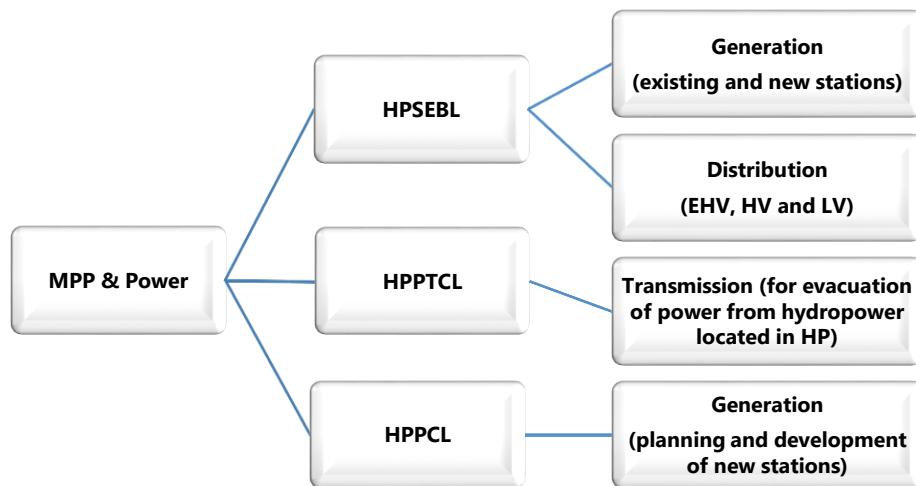 MPP & Power
HPSEBL
HPPTCL
HPPCL
Generation
(existing and new stations)
Distribution
(EHV, HV and LV)
Transmission (for evacuation
of power from hydropower
located in HP)
Generation
(planning and development
of new stations)